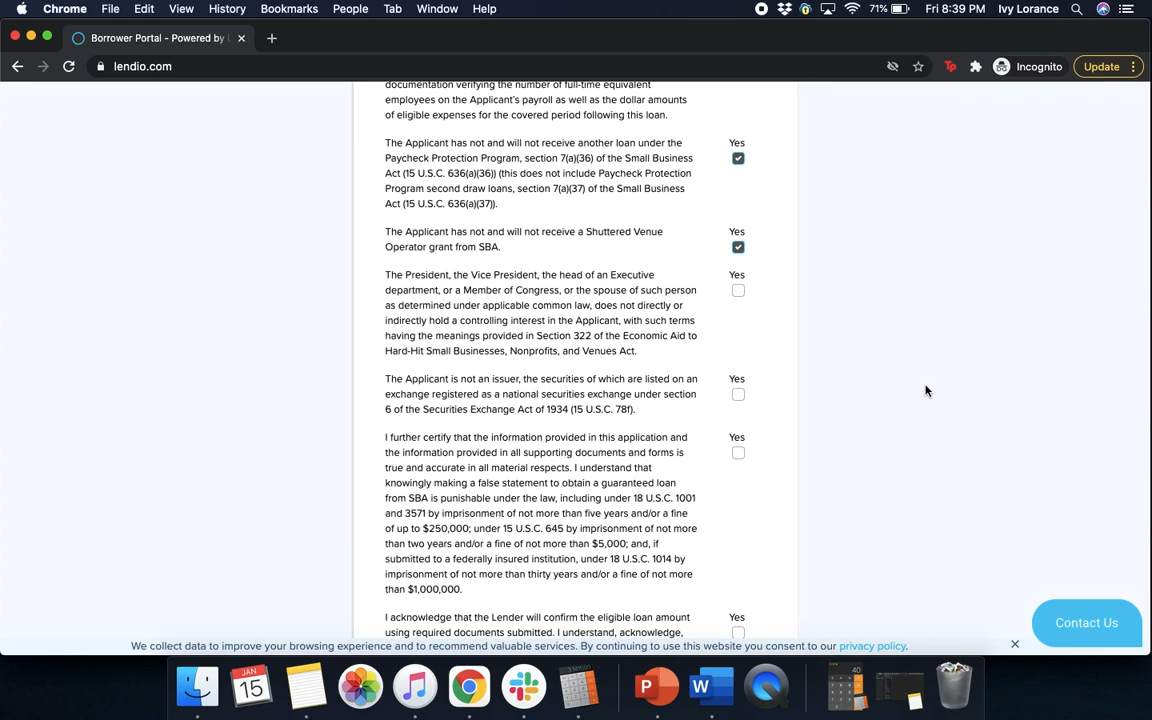 Chrome File Edit View History Bookmarks People Tab Window Help 71% Fri 8:39 PM Ivy Lorance
Borrower Portal - Powered by
lendio.com Incognito Update
documentation verifying the number of full-time equivalent
employees on the Applicant's payroll as well as the dollar amounts
of eligible expenses for the covered period following this loan.
The Applicant has not and will not receive another loan under the Yes
Paycheck Protection Program, section 7(a)(36) of the Small Business
Act (15 U.S.C. 636(a)(36)) (this does not include Paycheck Protection
Program second draw loans, section 7(a)(37) of the Small Business
Act (15 U.S.C. 636(a)(37)).
The Applicant has not and will not receive a Shuttered Venue Yes
Operator grant from SBA.
The President, the Vice President, the head of an Executive Yes
department, or a Member of Congress, or the spouse of such person
as determined under applicable common law, does not directly or
indirectly hold a controlling interest in the Applicant, with such terms
having the meanings provided in Section 322 of the Economic Aid to
Hard-Hit Small Businesses, Nonprofits, and Venues Act.
The Applicant is not an issuer, the securities of which are listed on an Yes
exchange registered as a national securities exchange under section
6 of the Securities Exchange Act of 1934 (15 U.S.C. 78f).
I further certify that the information provided in this application and Yes
the information provided in all supporting documents and forms is
true and accurate in all material respects. I understand that
knowingly making a false statement to obtain a guaranteed loan
from SBA is punishable under the law, including under 18 U.S.C. 1001
and 3571 by imprisonment of not more than five years and/or a fine
of up to $250,000; under 15 U.S.C. 645 by imprisonment of not more
than two years and/or a fine of not more than $5,000; and, if
submitted to a federally insured institution, under 18 U.S.C. 1014 by
imprisonment of not more than thirty years and/or a fine of not more
than $1,000,000.
I acknowledge that the Lender will confirm the eligible loan amount Yes
using required documents submitted. I understand, acknowledge,
Contact Us
We collect data to improve your browsing experience and to recommend valuable services. By continuing to use this website you consent to our privacy policy.
JAN
15
P
W
40